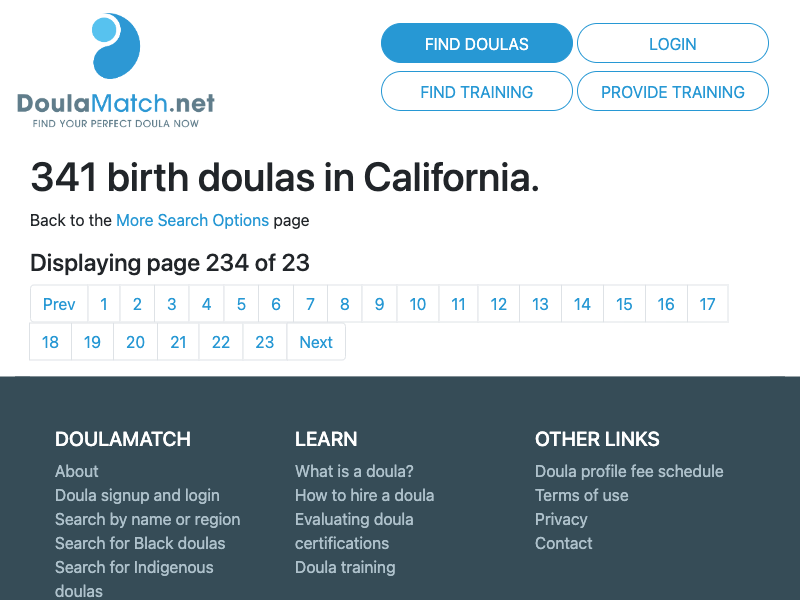 DoulaMatch.net
FIND YOUR PERFECT DOULA NOW
FIND DOULAS
LOGIN
FIND TRAINING
PROVIDE TRAINING
341 birth doulas in California.
Back to the More Search Options page
Displaying page 234 of 23
Prev 1 2 3 4 5 6 7 8 9 10 11 12 13 14 15 16 17
18 19 20 21 22 23 Next
DOULAMATCH
About
Doula signup and login
Search by name or region
Search for Black doulas
Search for Indigenous
doulas
LEARN
What is a doula?
How to hire a doula
Evaluating doula
certifications
Doula training
OTHER LINKS
Doula profile fee schedule
Terms of use
Privacy
Contact